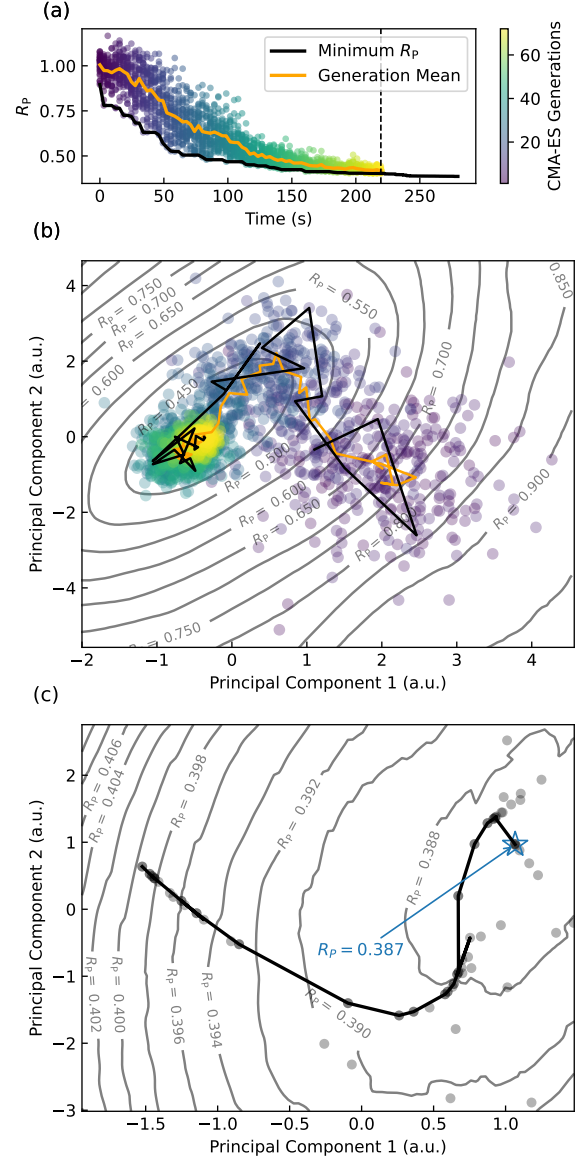 (a)
1.00
0.75
0.50
R_P
0
50
100
150
200
250
Time (s)
Minimum R_P
Generation Mean
60
40
20
CMA-ES Generations
(b)
4
2
0
−2
−4
Principal Component 2 (a.u.)
−2
−1
0
1
2
3
4
Principal Component 1 (a.u.)
R_P = 0.750
R_P = 0.700
R_P = 0.650
R_P = 0.600
R_P = 0.450
R_P = 0.550
R_P = 0.850
R_P = 0.700
R_P = 0.500
R_P = 0.600
R_P = 0.650
R_P = 0.900
R_P = 0.750
(c)
2
1
0
−1
−2
−3
Principal Component 2 (a.u.)
−1.5
−1.0
−0.5
0.0
0.5
1.0
Principal Component 1 (a.u.)
R_P = 0.406
R_P = 0.404
R_P = 0.398
R_P = 0.392
R_P = 0.388
R_P = 0.387
R_P = 0.402
R_P = 0.400
R_P = 0.396
R_P = 0.394
R_P = 0.390